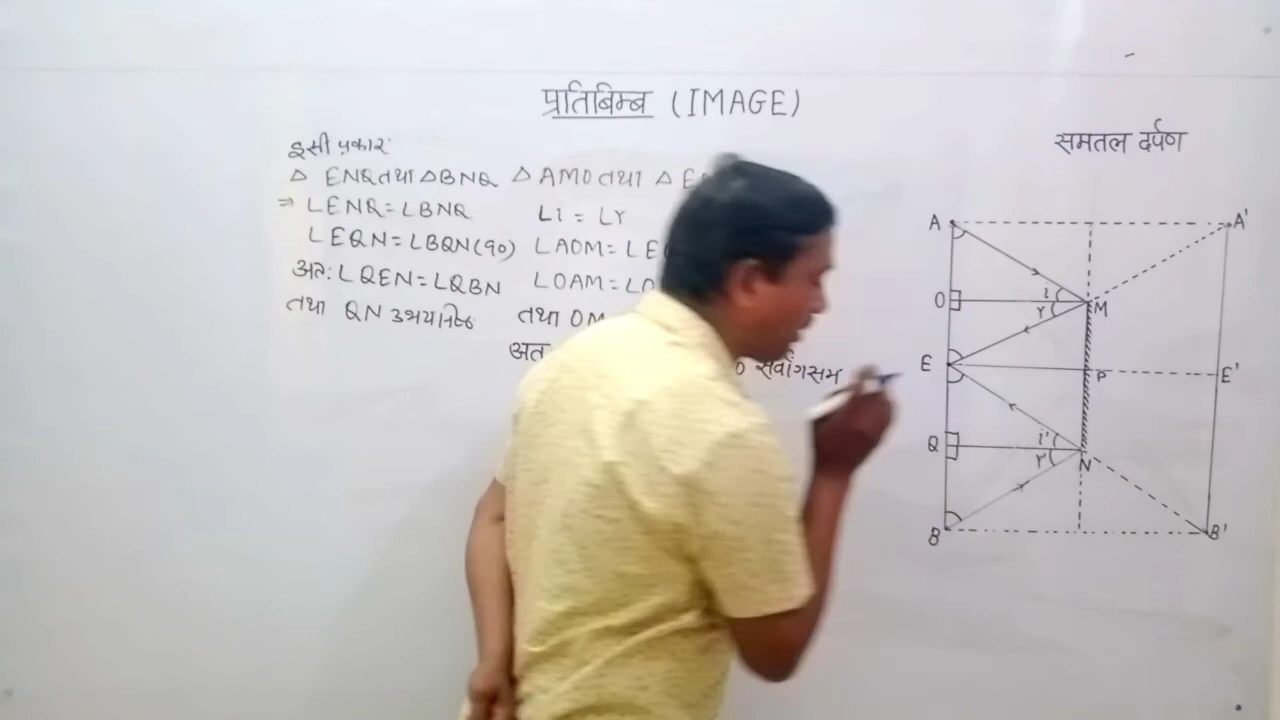 प्रतिबिम्ब (IMAGE)
समतल दर्पण
इसी प्रकार
△ ENQ तथा △BNQ
⇒ ∠ENQ = ∠BNQ
∠EQN = ∠BQN(90)
अत: ∠QEN = ∠QBN
तथा QN उभयनिष्ठ
△ AMO तथा △ E
∠i = ∠r
∠AOM = ∠E
∠OAM = ∠O
तथा OM
अत
सर्वांगसम
A A'
O i r M
E P E'
Q i' r' N
B B'